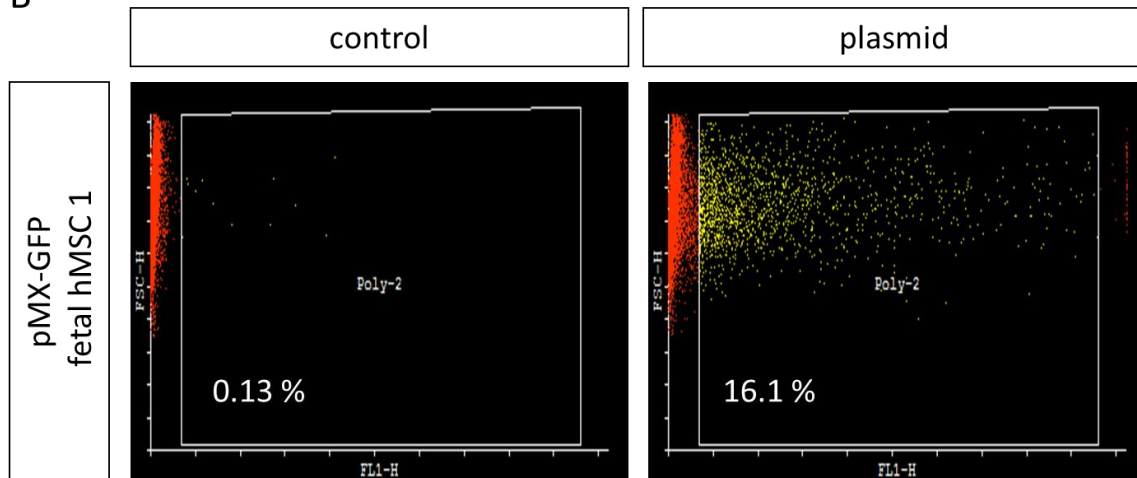 B
control
plasmid
pMX-GFP
fetal hMSC 1
FSC-H
Poly-2
0.13 %
FL1-H
FSC-H
Poly-2
16.1 %
FL1-H